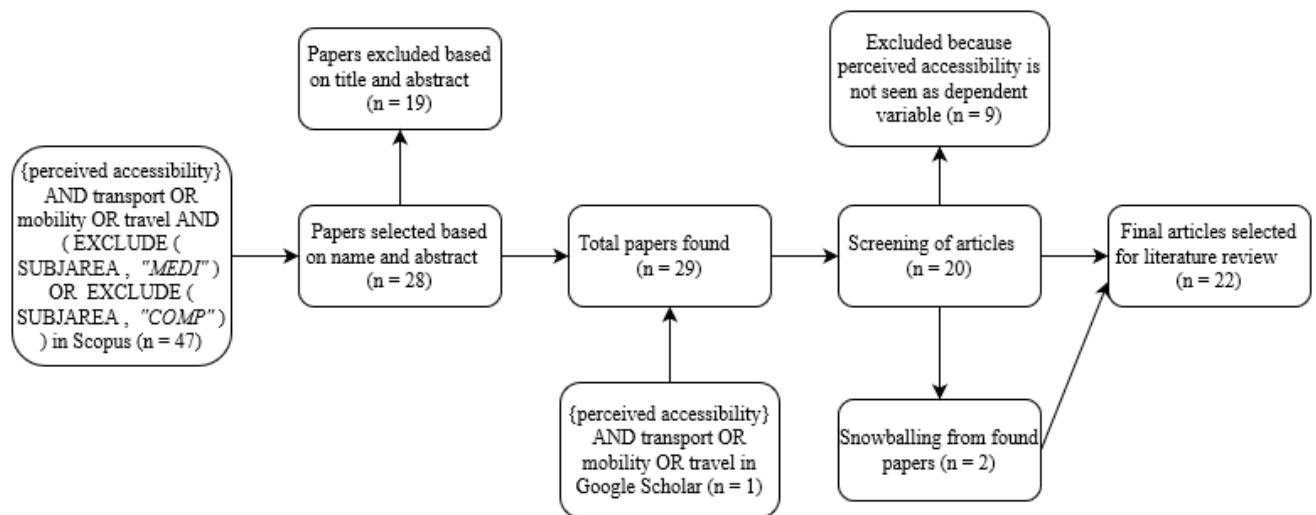 Papers excluded based
on title and abstract
(n = 19)
Excluded because
perceived accessibility is
not seen as dependent
variable (n = 9)
{perceived accessibility}
AND transport OR
mobility OR travel AND
( EXCLUDE (
SUBJAREA , "MEDI" )
OR EXCLUDE (
SUBJAREA , "COMP" )
) in Scopus (n = 47)
Papers selected based
on name and abstract
(n = 28)
Total papers found
(n = 29)
Screening of articles
(n = 20)
Final articles selected
for literature review
(n = 22)
{perceived accessibility}
AND transport OR
mobility OR travel in
Google Scholar (n = 1)
Snowballing from found
papers (n = 2)